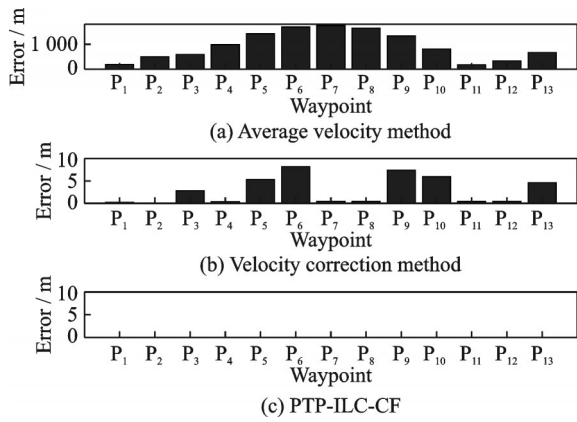 Error / m
1 000
0
P1 P2 P3 P4 P5 P6 P7 P8 P9 P10 P11 P12 P13
Waypoint
(a) Average velocity method
Error / m
10
5
0
P1 P2 P3 P4 P5 P6 P7 P8 P9 P10 P11 P12 P13
Waypoint
(b) Velocity correction method
Error / m
10
5
0
P1 P2 P3 P4 P5 P6 P7 P8 P9 P10 P11 P12 P13
Waypoint
(c) PTP-ILC-CF